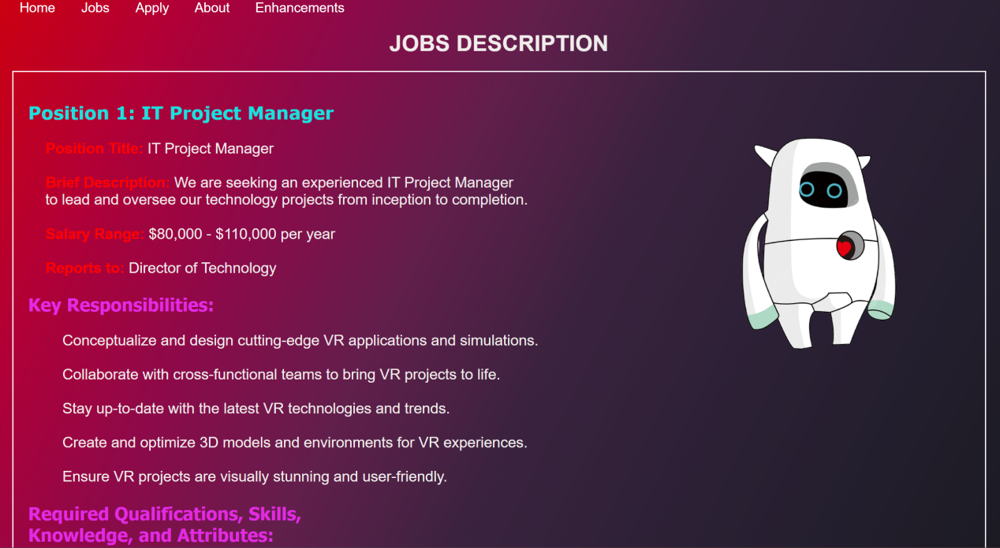 Home Jobs Apply About Enhancements
JOBS DESCRIPTION
Position 1: IT Project Manager
Position Title: IT Project Manager
Brief Description: We are seeking an experienced IT Project Manager
to lead and oversee our technology projects from inception to completion.
Salary Range: $80,000 - $110,000 per year
Reports to: Director of Technology
Key Responsibilities:
Conceptualize and design cutting-edge VR applications and simulations.
Collaborate with cross-functional teams to bring VR projects to life.
Stay up-to-date with the latest VR technologies and trends.
Create and optimize 3D models and environments for VR experiences.
Ensure VR projects are visually stunning and user-friendly.
Required Qualifications, Skills,
Knowledge, and Attributes: